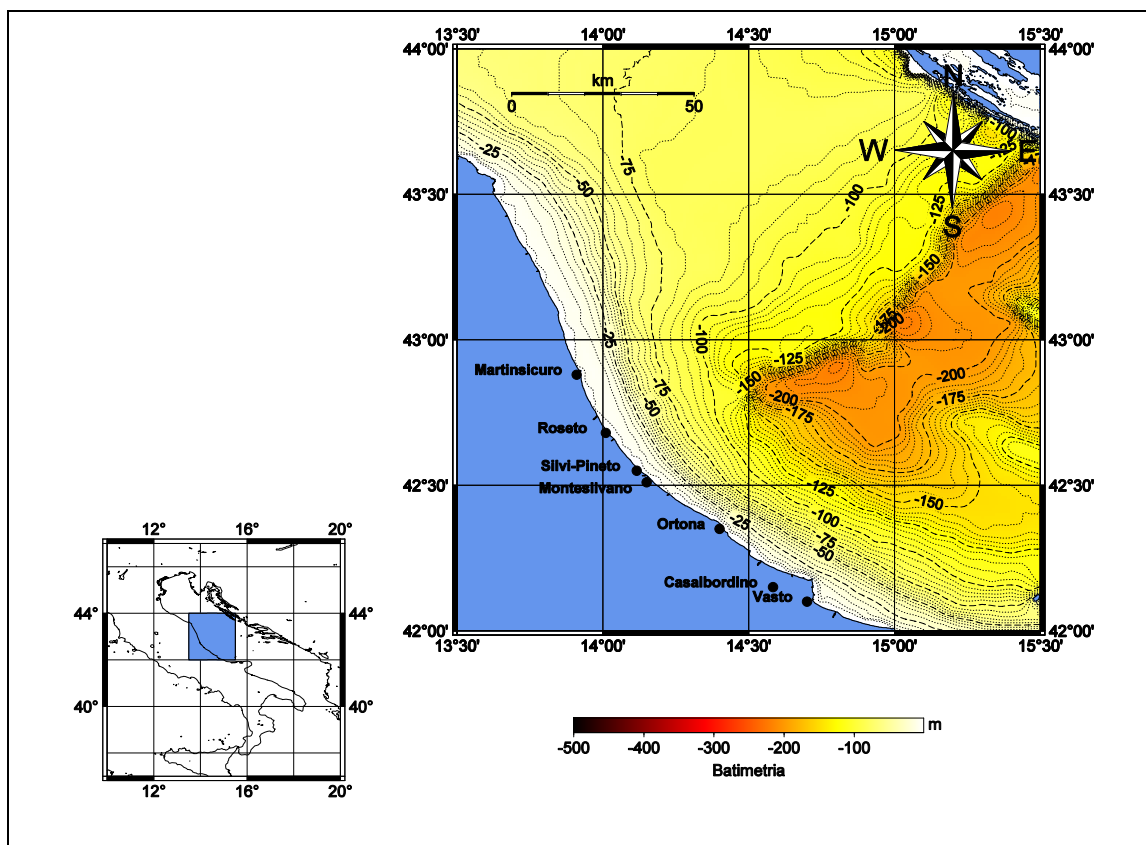 13°30' 14°00' 14°30' 15°00' 15°30'
44°00' 44°00'
km
0 50
N
W E
S
-25 -50 -75 -100 -125 -100 -125
43°30' 43°30'
-150 -175 -200
43°00' 43°00'
-25 -75 -50 -100 -125 -150 -200 -175 -200 -175
Martinsicuro
Roseto
Silvi-Pineto
Montesilvano
42°30' 42°30'
-125 -150
-100
-25 -75
-50
Ortona
Casalbordino
Vasto
42°00' 42°00'
13°30' 14°00' 14°30' 15°00' 15°30'
12° 16° 20°
44° 44°
40° 40°
12° 16° 20°
m
-500 -400 -300 -200 -100
Batimetria